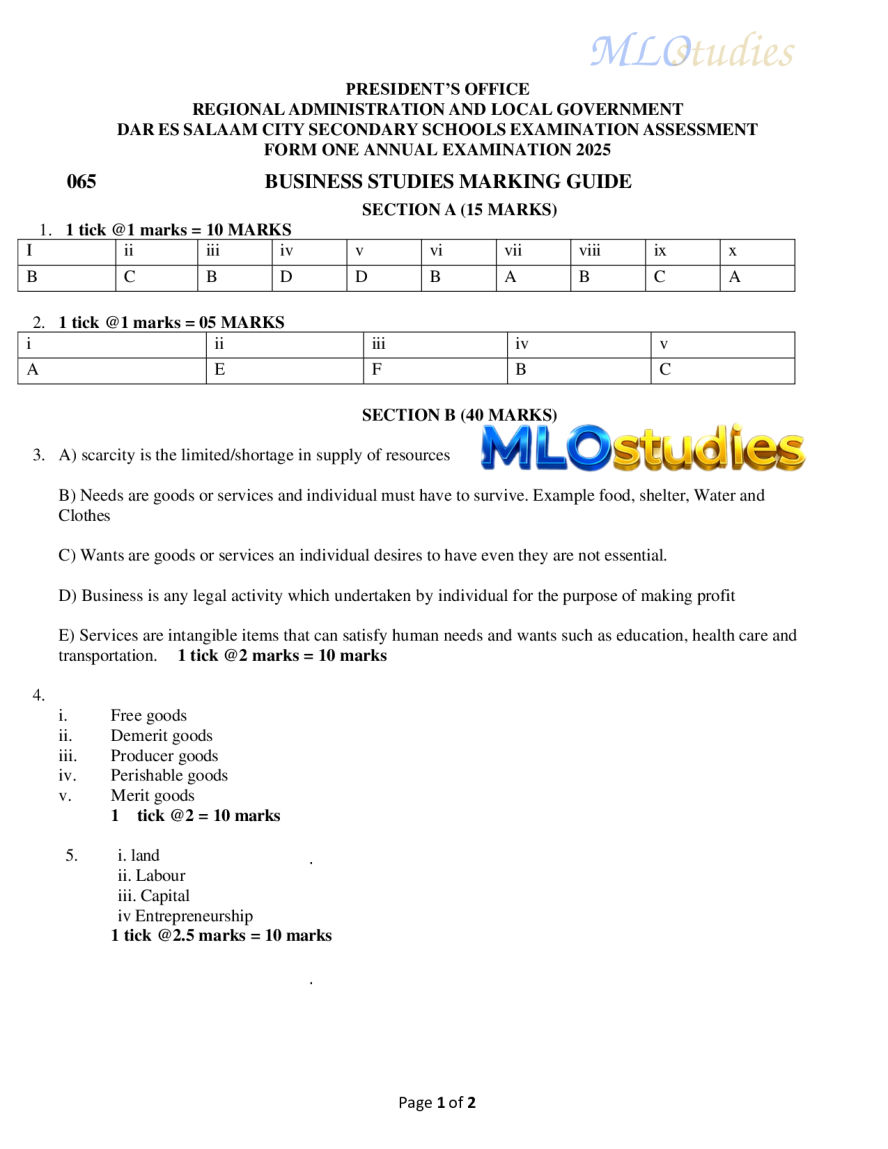 MLOstudies
PRESIDENT’S OFFICE
REGIONAL ADMINISTRATION AND LOCAL GOVERNMENT
DAR ES SALAAM CITY SECONDARY SCHOOLS EXAMINATION ASSESSMENT
FORM ONE ANNUAL EXAMINATION 2025
065 BUSINESS STUDIES MARKING GUIDE
SECTION A (15 MARKS)
1. 1 tick @1 marks = 10 MARKS
I ii iii iv v vi vii viii ix x
B C B D D B A B C A
2. 1 tick @1 marks = 05 MARKS
i ii iii iv v
A E F B C
SECTION B (40 MARKS)
MLOstudies
3. A) scarcity is the limited/shortage in supply of resources
B) Needs are goods or services and individual must have to survive. Example food, shelter, Water and
Clothes
C) Wants are goods or services an individual desires to have even they are not essential.
D) Business is any legal activity which undertaken by individual for the purpose of making profit
E) Services are intangible items that can satisfy human needs and wants such as education, health care and
transportation. 1 tick @2 marks = 10 marks
4.
i. Free goods
ii. Demerit goods
iii. Producer goods
iv. Perishable goods
v. Merit goods
1 tick @2 = 10 marks
5. i. land .
ii. Labour
iii. Capital
iv Entrepreneurship
1 tick @2.5 marks = 10 marks
.
Page 1 of 2